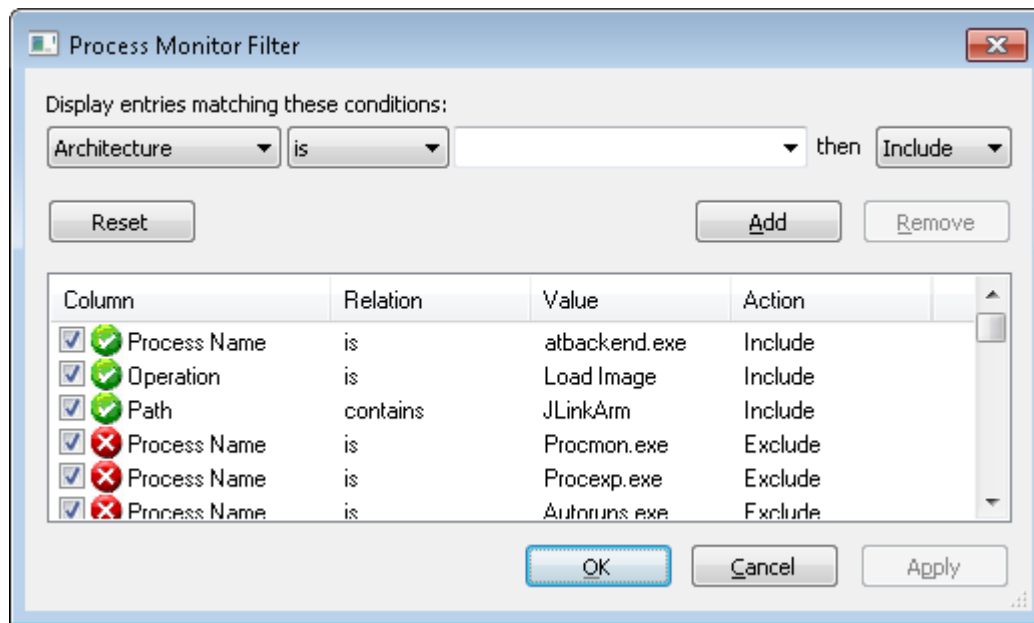 Process Monitor Filter
Display entries matching these conditions:
Architecture is then Include
Reset Add Remove
Column Relation Value Action
Process Name is atbackend.exe Include
Operation is Load Image Include
Path contains JLinkArm Include
Process Name is Procmon.exe Exclude
Process Name is Procexp.exe Exclude
Process Name is Autoruns.exe Exclude
OK Cancel Apply